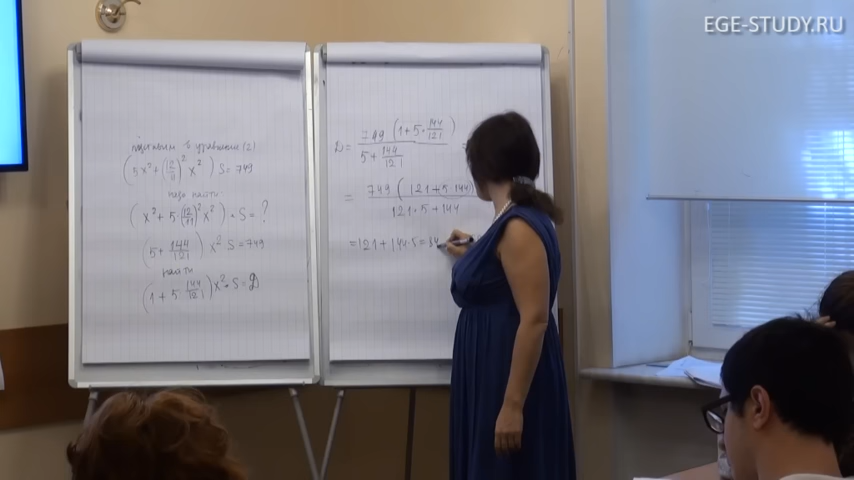 EGE-STUDY.RU
подставим в уравнение (2)
(5x² + (12/11)² x²) S = 749
надо найти:
(x² + 5·(12/11)² x²) · S = ?
(5 + 144/121) x² · S = 749
найти
(1 + 5·144/121) x² · S = D
D = 749 (1 + 5·144/121) / (5 + 144/121) =
= 749 (121 + 5·144) / (121·5 + 144)
= 121 + 144·5 = 84